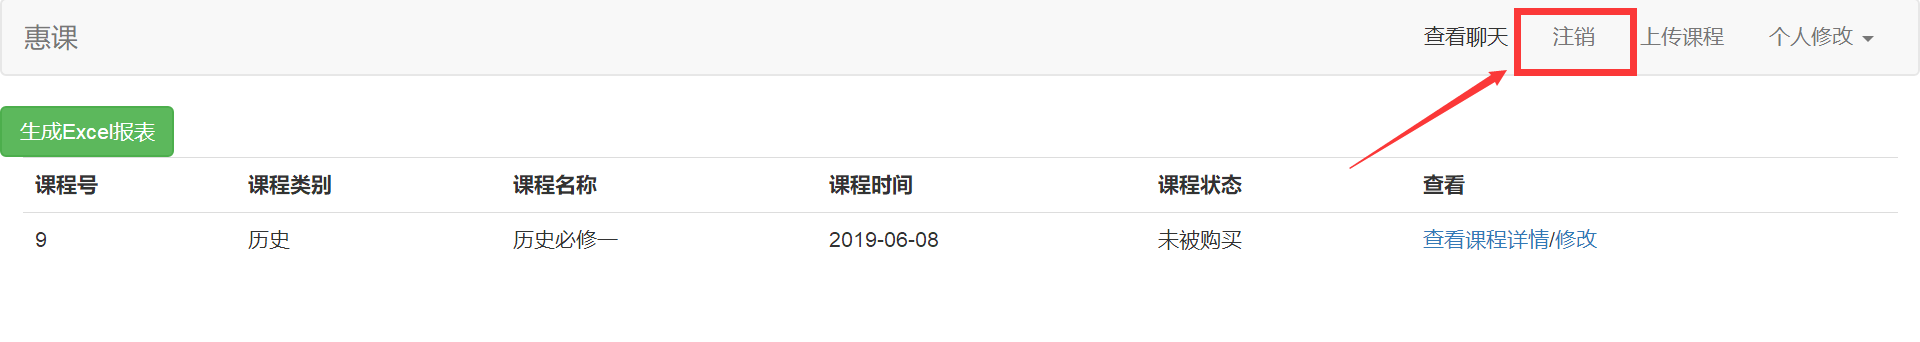 惠课 查看聊天 注销 上传课程 个人修改
生成Excel报表
课程号 课程类别 课程名称 课程时间 课程状态 查看
9 历史 历史必修一 2019-06-08 未被购买 查看课程详情/修改